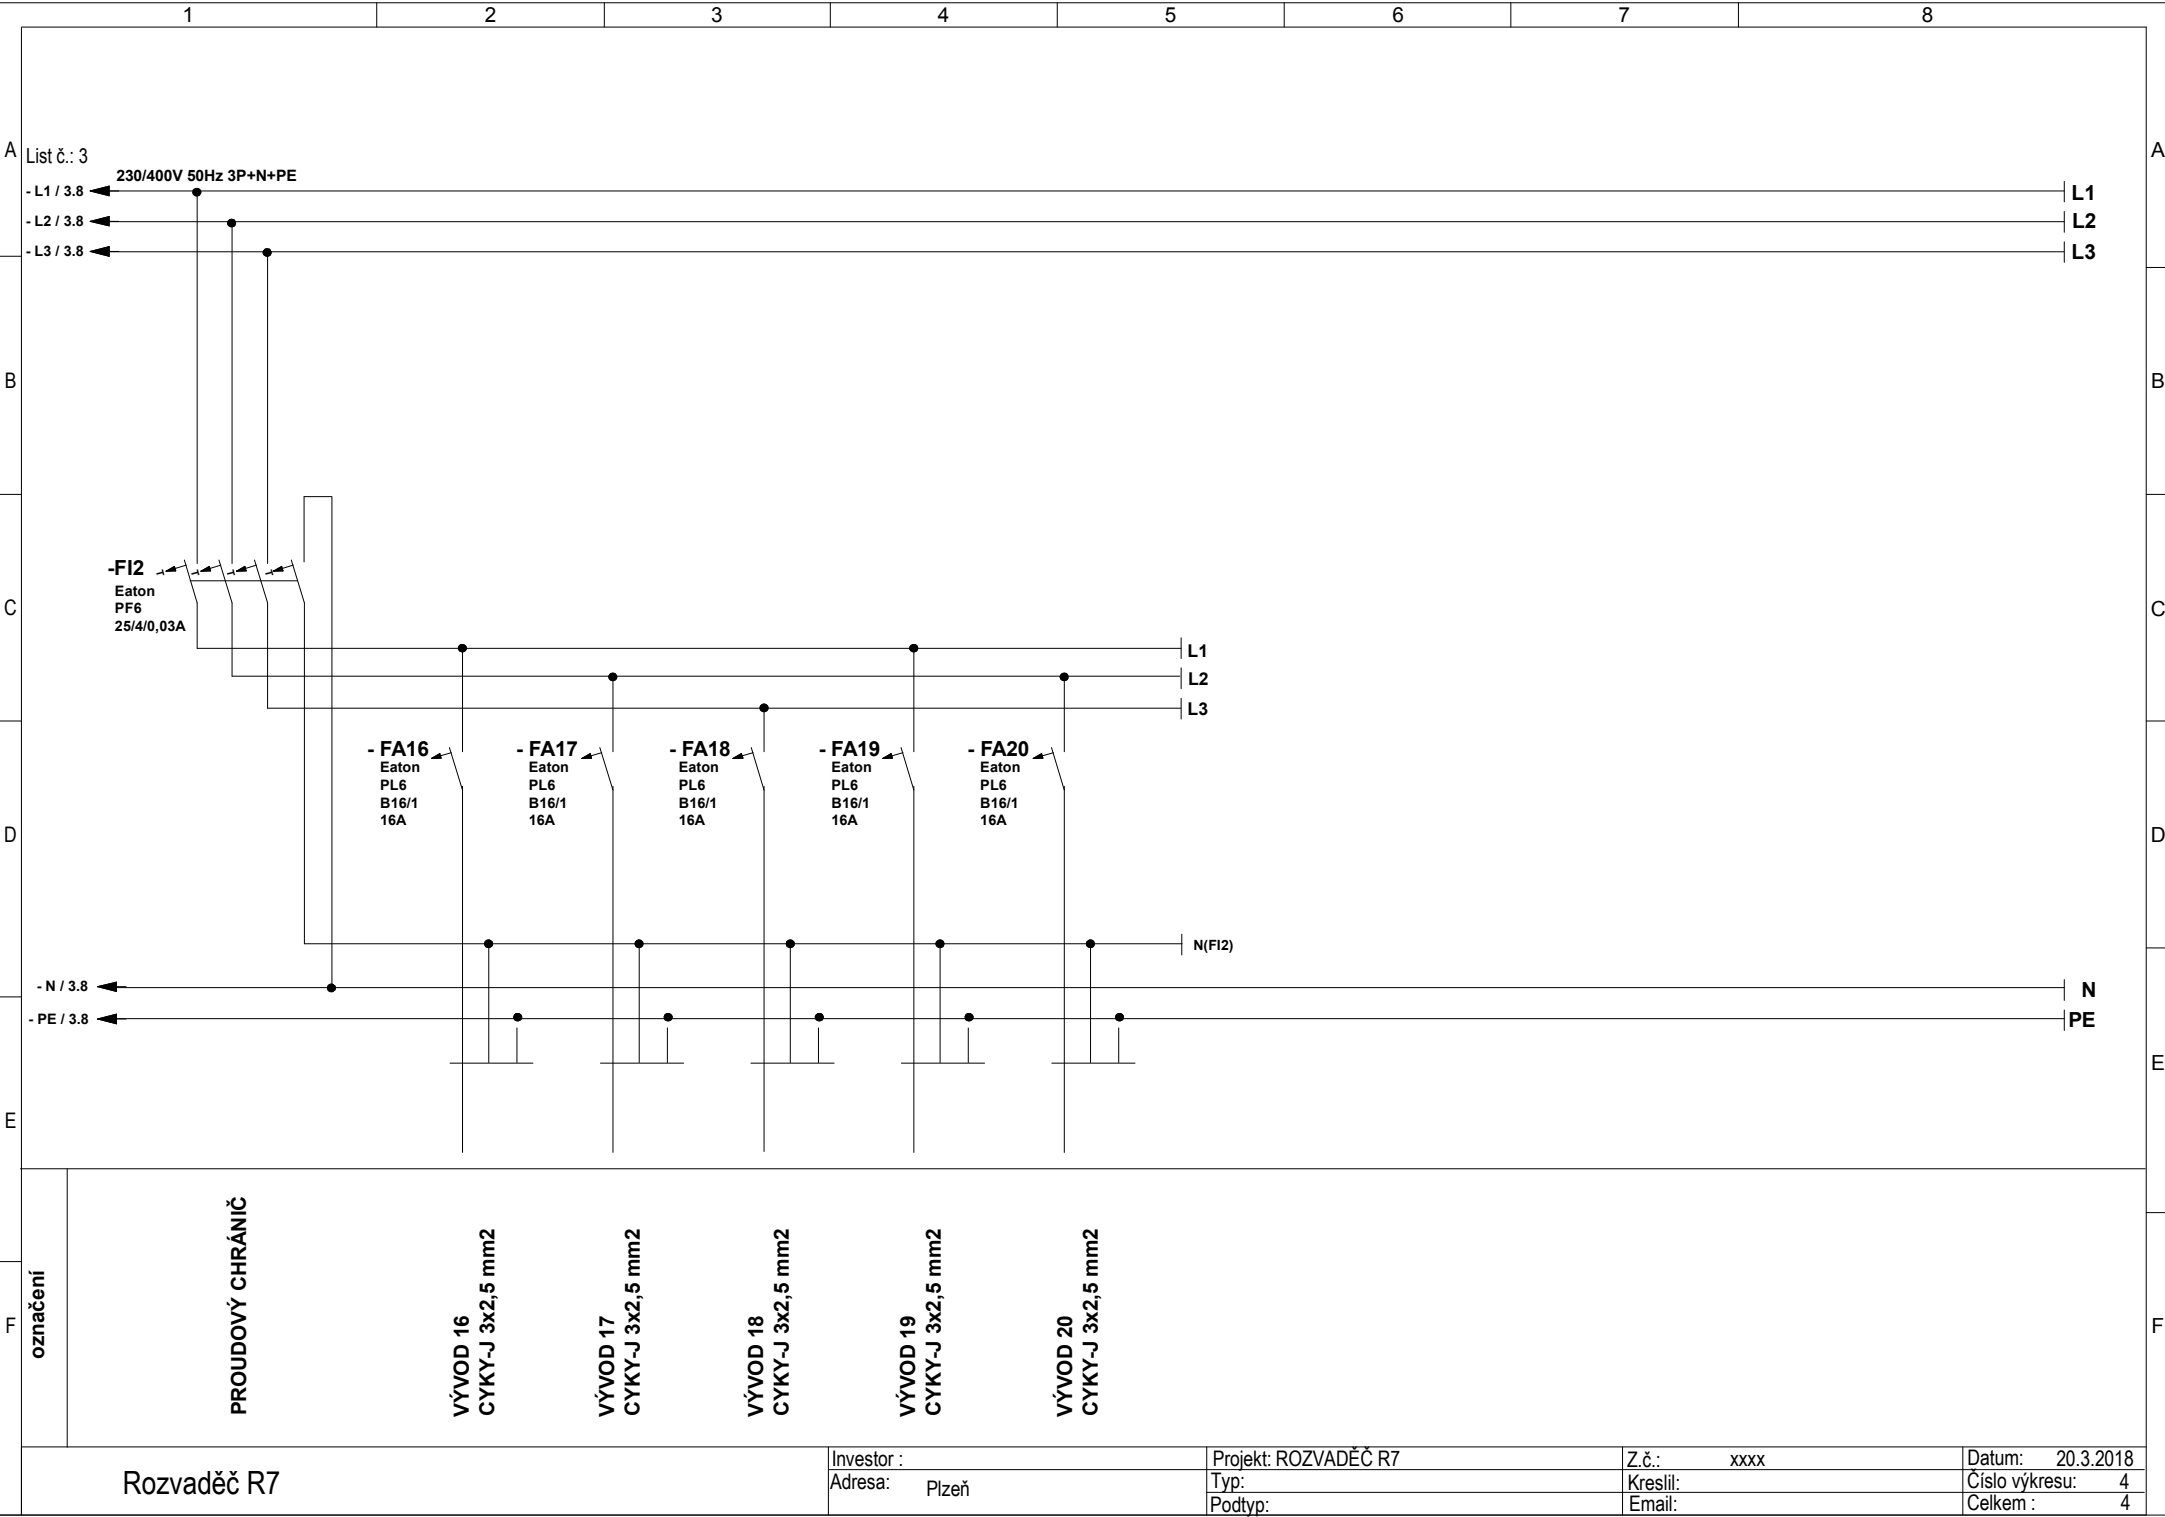 1 2 3 4 5 6 7 8
A A
List č.: 3
230/400V 50Hz 3P+N+PE
- L1 / 3.8 L1
- L2 / 3.8 L2
- L3 / 3.8 L3
B B
-FI2
Eaton
PF6
25/4/0,03A
C C
L1
L2
L3
- FA16
Eaton
PL6
B16/1
16A
- FA17
Eaton
PL6
B16/1
16A
- FA18
Eaton
PL6
B16/1
16A
- FA19
Eaton
PL6
B16/1
16A
- FA20
Eaton
PL6
B16/1
16A
D D
N(FI2)
- N / 3.8 N
- PE / 3.8 PE
E E
označení
PROUDOVÝ CHRÁNIČ
VÝVOD 16
CYKY-J 3x2,5 mm2
VÝVOD 17
CYKY-J 3x2,5 mm2
VÝVOD 18
CYKY-J 3x2,5 mm2
VÝVOD 19
CYKY-J 3x2,5 mm2
VÝVOD 20
CYKY-J 3x2,5 mm2
F F
Rozvaděč R7
Investor :
Adresa: Plzeň
Projekt: ROZVADĚČ R7
Typ:
Podtyp:
Z.č.: xxxx
Kreslil:
Email:
Datum: 20.3.2018
Číslo výkresu: 4
Celkem : 4